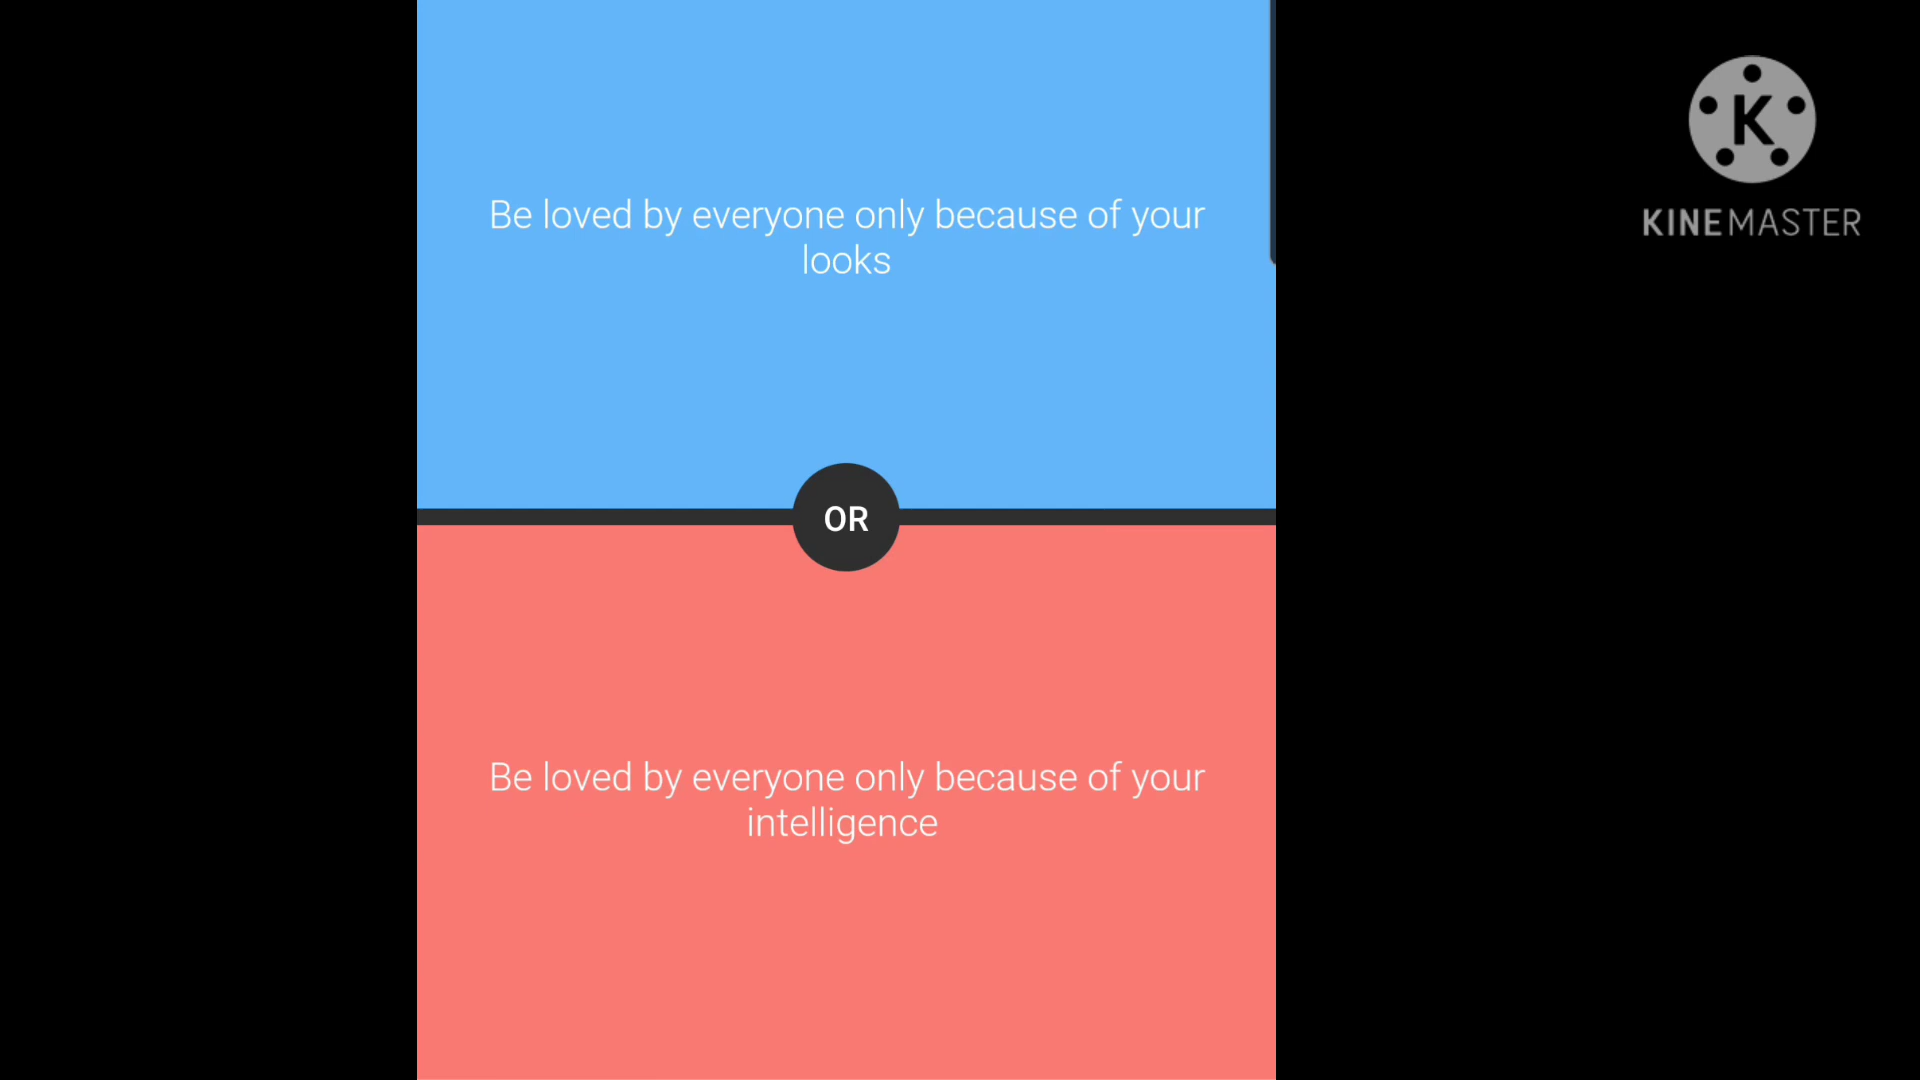 Be loved by everyone only because of your
looks
OR
Be loved by everyone only because of your
intelligence
K
KINEMASTER